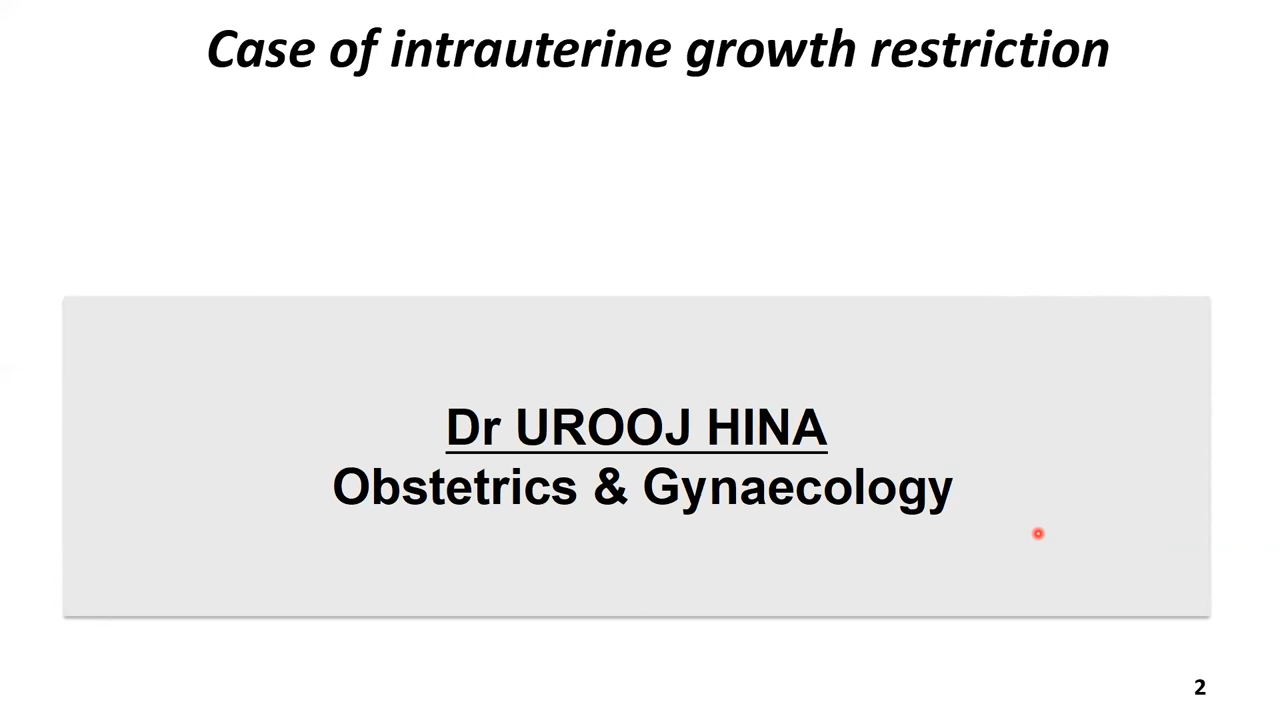 Case of intrauterine growth restriction
Dr UROOJ HINA
Obstetrics & Gynaecology
2